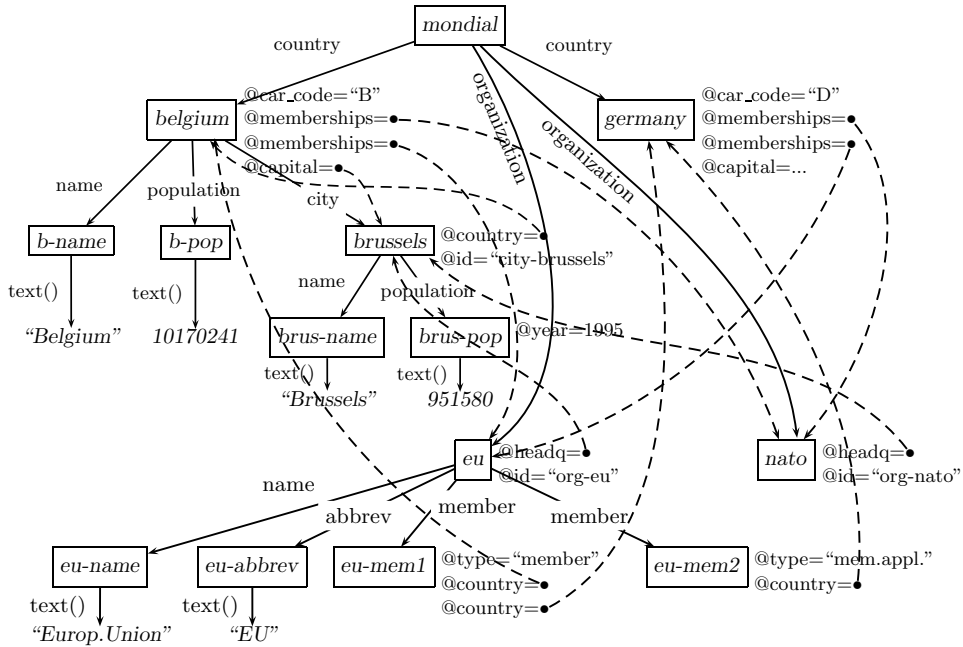 mondial
country
country
@car_code=“B”
@memberships=
@memberships=
@capital=
belgium
organization
organization
germany
@car_code=“D”
@memberships=
@memberships=
@capital=...
name
population
city
b-name
b-pop
brussels
@country=
@id=“city-brussels”
text()
text()
name
population
“Belgium”
10170241
brus-name
brus-pop
@year=1995
text()
text()
“Brussels”
951580
eu
@headq=
@id=“org-eu”
nato
@headq=
@id=“org-nato”
name
abbrev
member
member
eu-name
eu-abbrev
eu-mem1
@type=“member”
@country=
@country=
eu-mem2
@type=“mem.appl.”
@country=
text()
text()
“Europ.Union”
“EU”